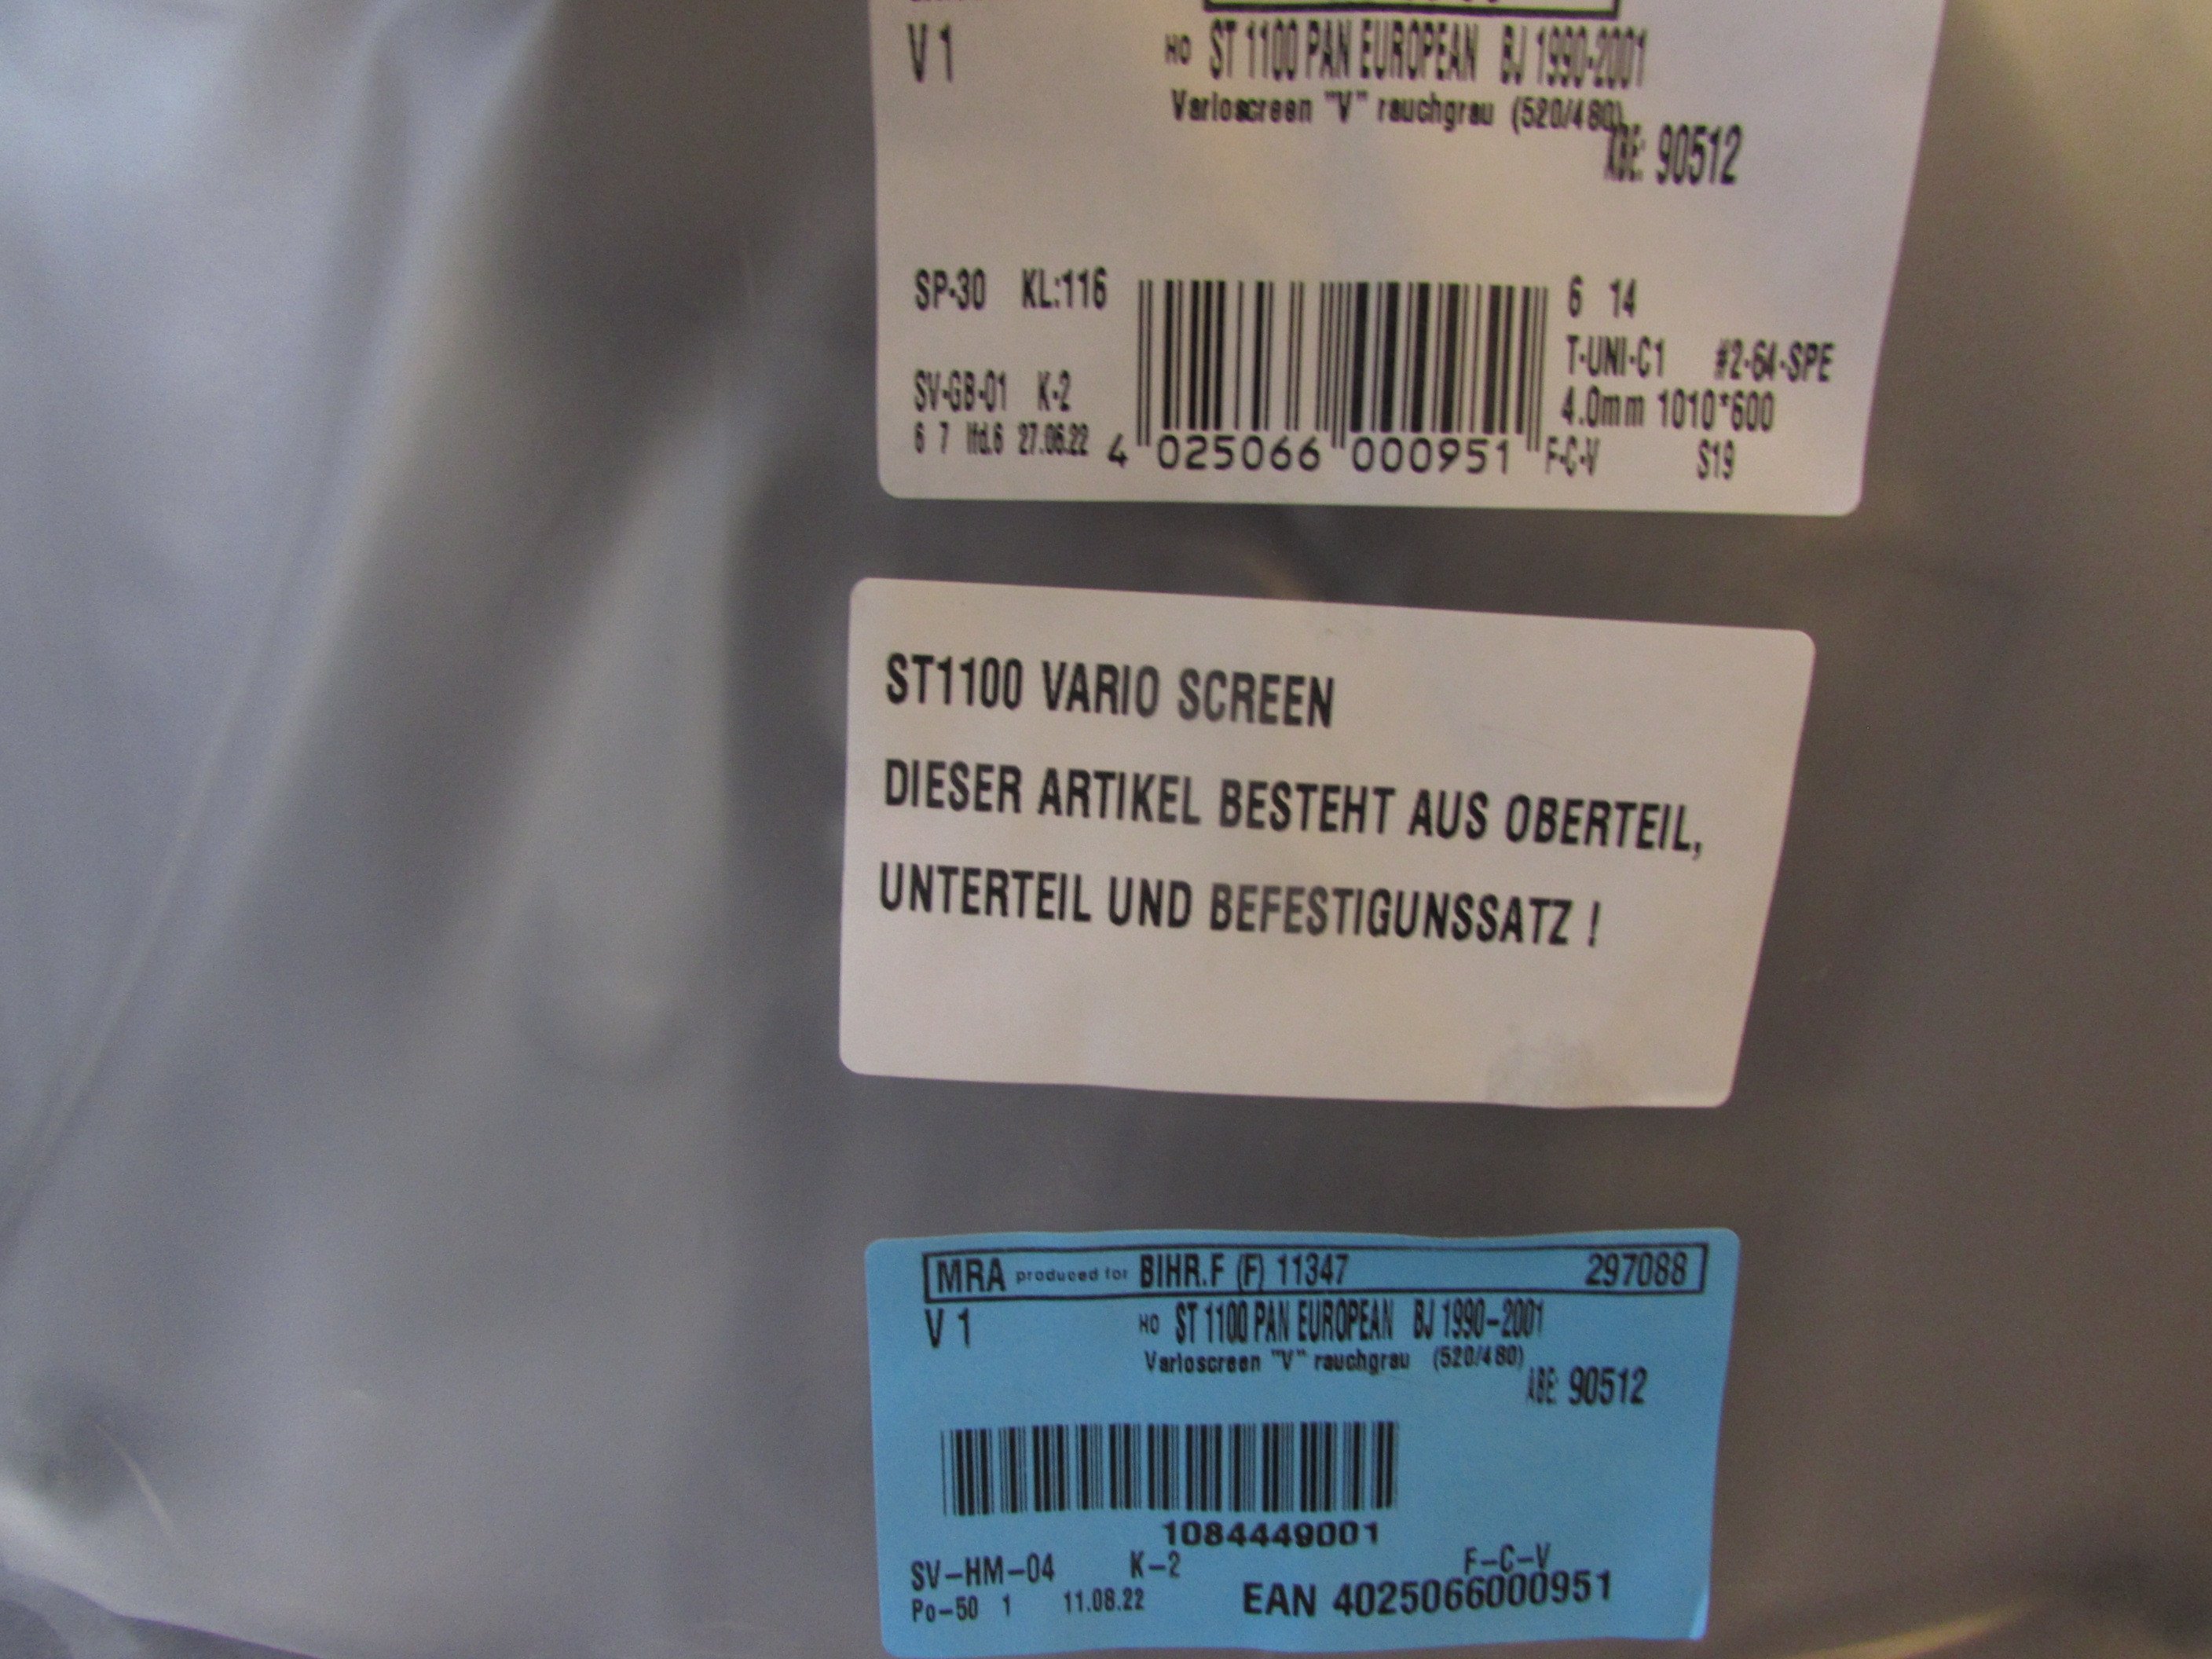 V 1
HO ST 1100 PAN EUROPEAN BJ 1990-2001
Varioscreen "V" rauchgrau (520/480)
ABE: 90512
SP-30 KL:116
6 14
T-UNI-C1 #2-64-SPE
SV-GB-01 K-2
4.0mm 1010*600
6 7 lfd.6 27.06.22
4 025066 000951
F-C-V S19
ST1100 VARIO SCREEN
DIESER ARTIKEL BESTEHT AUS OBERTEIL,
UNTERTEIL UND BEFESTIGUNSSATZ !
MRA produced for BIHR.F (F) 11347 297088
V 1
HO ST 1100 PAN EUROPEAN BJ 1990-2001
Varioscreen "V" rauchgrau (520/480)
ABE: 90512
1084449001
SV-HM-04 K-2 F-C-V
Po-50 1 11.08.22 EAN 4025066000951